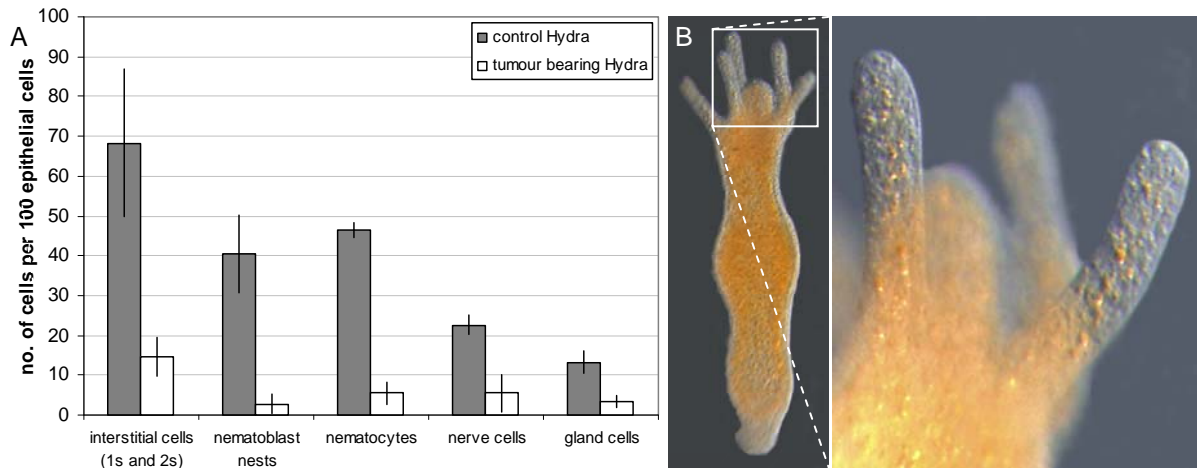 A
no. of cells per 100 epithelial cells
100
90
80
70
60
50
40
30
20
10
0
control Hydra
tumour bearing Hydra
interstitial cells
(1s and 2s)
nematoblast
nests
nematocytes
nerve cells
gland cells
B